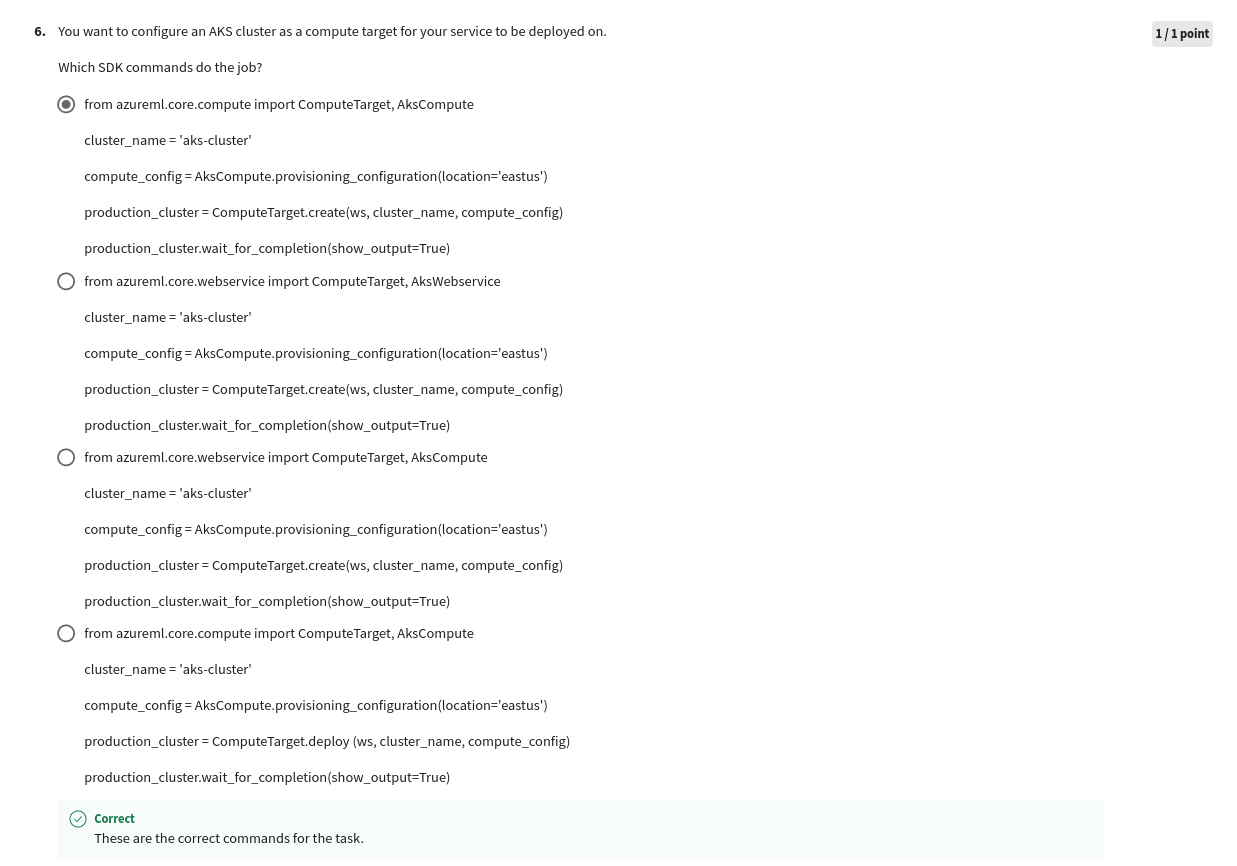 6. You want to configure an AKS cluster as a compute target for your service to be deployed on.
1 / 1 point
Which SDK commands do the job?
from azureml.core.compute import ComputeTarget, AksCompute
cluster_name = 'aks-cluster'
compute_config = AksCompute.provisioning_configuration(location='eastus')
production_cluster = ComputeTarget.create(ws, cluster_name, compute_config)
production_cluster.wait_for_completion(show_output=True)
from azureml.core.webservice import ComputeTarget, AksWebservice
cluster_name = 'aks-cluster'
compute_config = AksCompute.provisioning_configuration(location='eastus')
production_cluster = ComputeTarget.create(ws, cluster_name, compute_config)
production_cluster.wait_for_completion(show_output=True)
from azureml.core.webservice import ComputeTarget, AksCompute
cluster_name = 'aks-cluster'
compute_config = AksCompute.provisioning_configuration(location='eastus')
production_cluster = ComputeTarget.create(ws, cluster_name, compute_config)
production_cluster.wait_for_completion(show_output=True)
from azureml.core.compute import ComputeTarget, AksCompute
cluster_name = 'aks-cluster'
compute_config = AksCompute.provisioning_configuration(location='eastus')
production_cluster = ComputeTarget.deploy (ws, cluster_name, compute_config)
production_cluster.wait_for_completion(show_output=True)
Correct
These are the correct commands for the task.